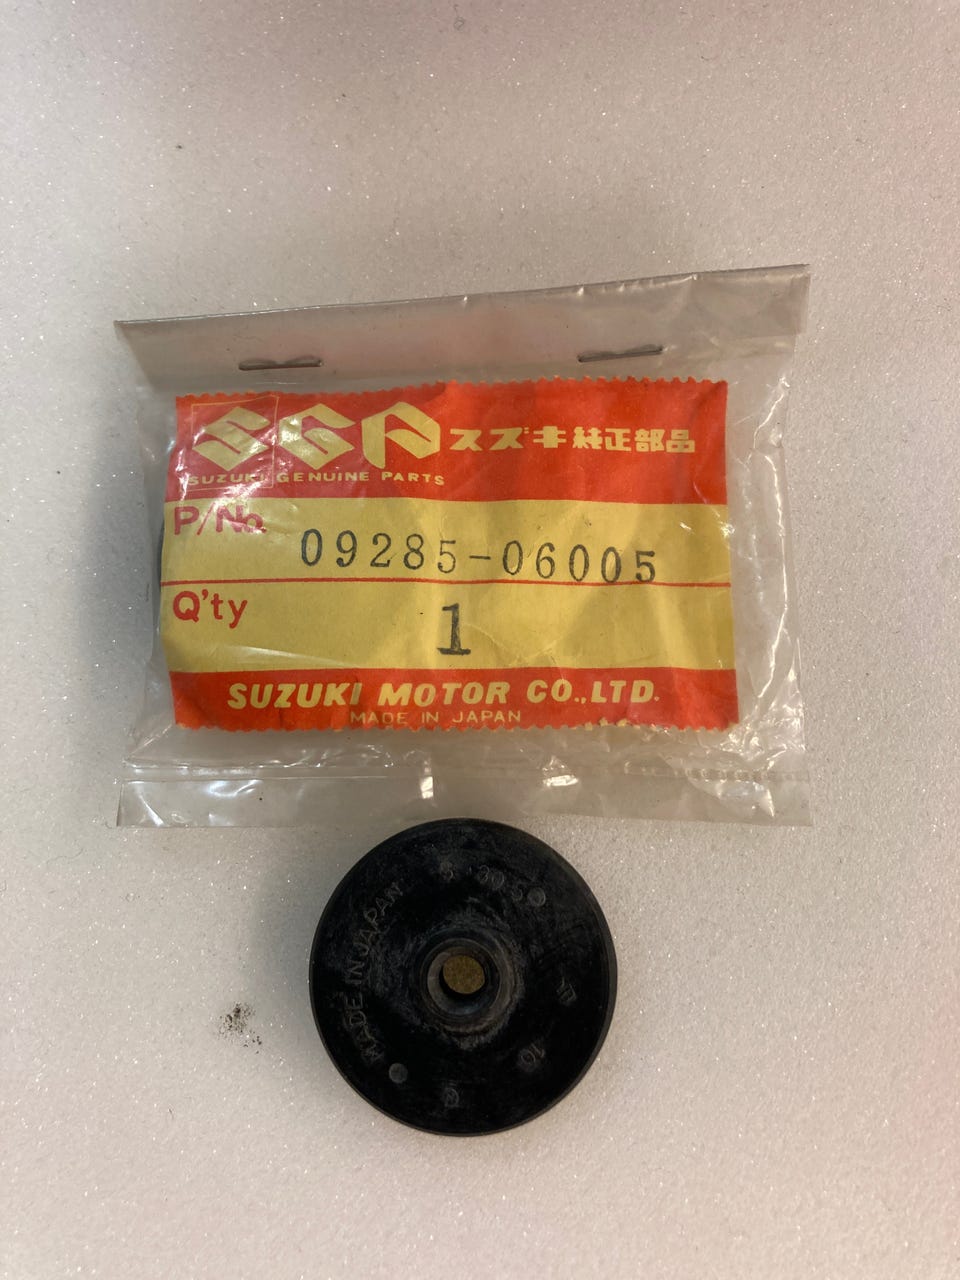 SGP スズキ純正部品
SUZUKI GENUINE PARTS
P/No. 09285-06005
Q'ty 1
SUZUKI MOTOR CO.,LTD.
MADE IN JAPAN
MADE IN JAPAN